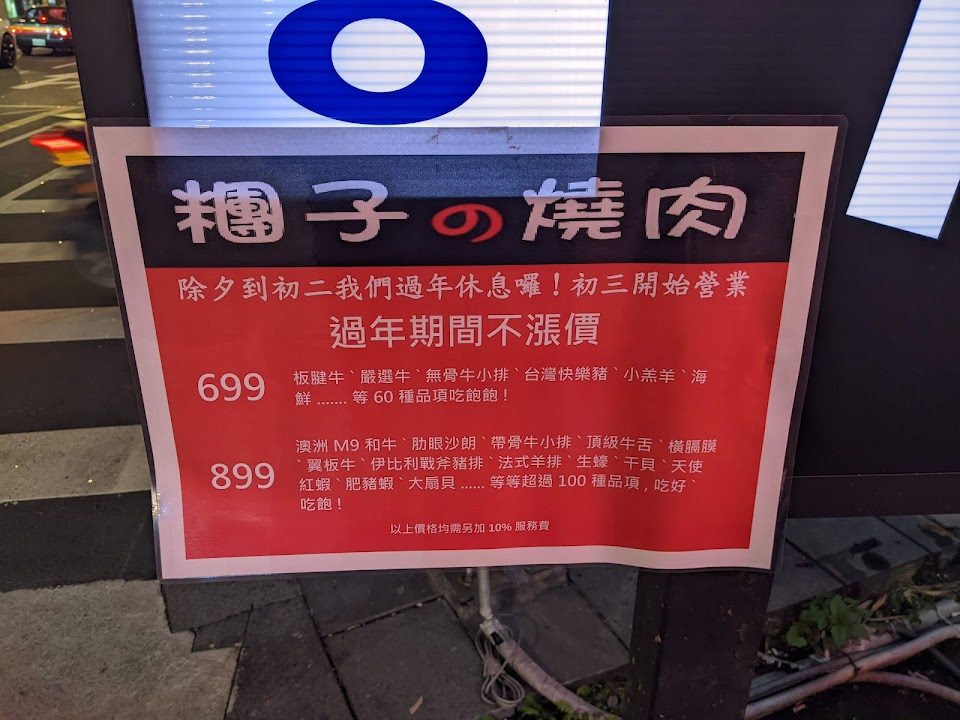 糰子の燒肉
除夕到初二我們過年休息囉！初三開始營業
過年期間不漲價
699
板腱牛、嚴選牛、無骨牛小排、台灣快樂豬、小羔羊、海
鮮 ....... 等 60 種品項吃飽飽！
899
澳洲 M9 和牛、肋眼沙朗、帶骨牛小排、頂級牛舌、橫膈膜
、翼板牛、伊比利戰斧豬排、法式羊排、生蠔、干貝、天使
紅蝦、肥豬蝦、大扇貝 ...... 等等超過 100 種品項，吃好、
吃飽！
以上價格均需另加 10% 服務費